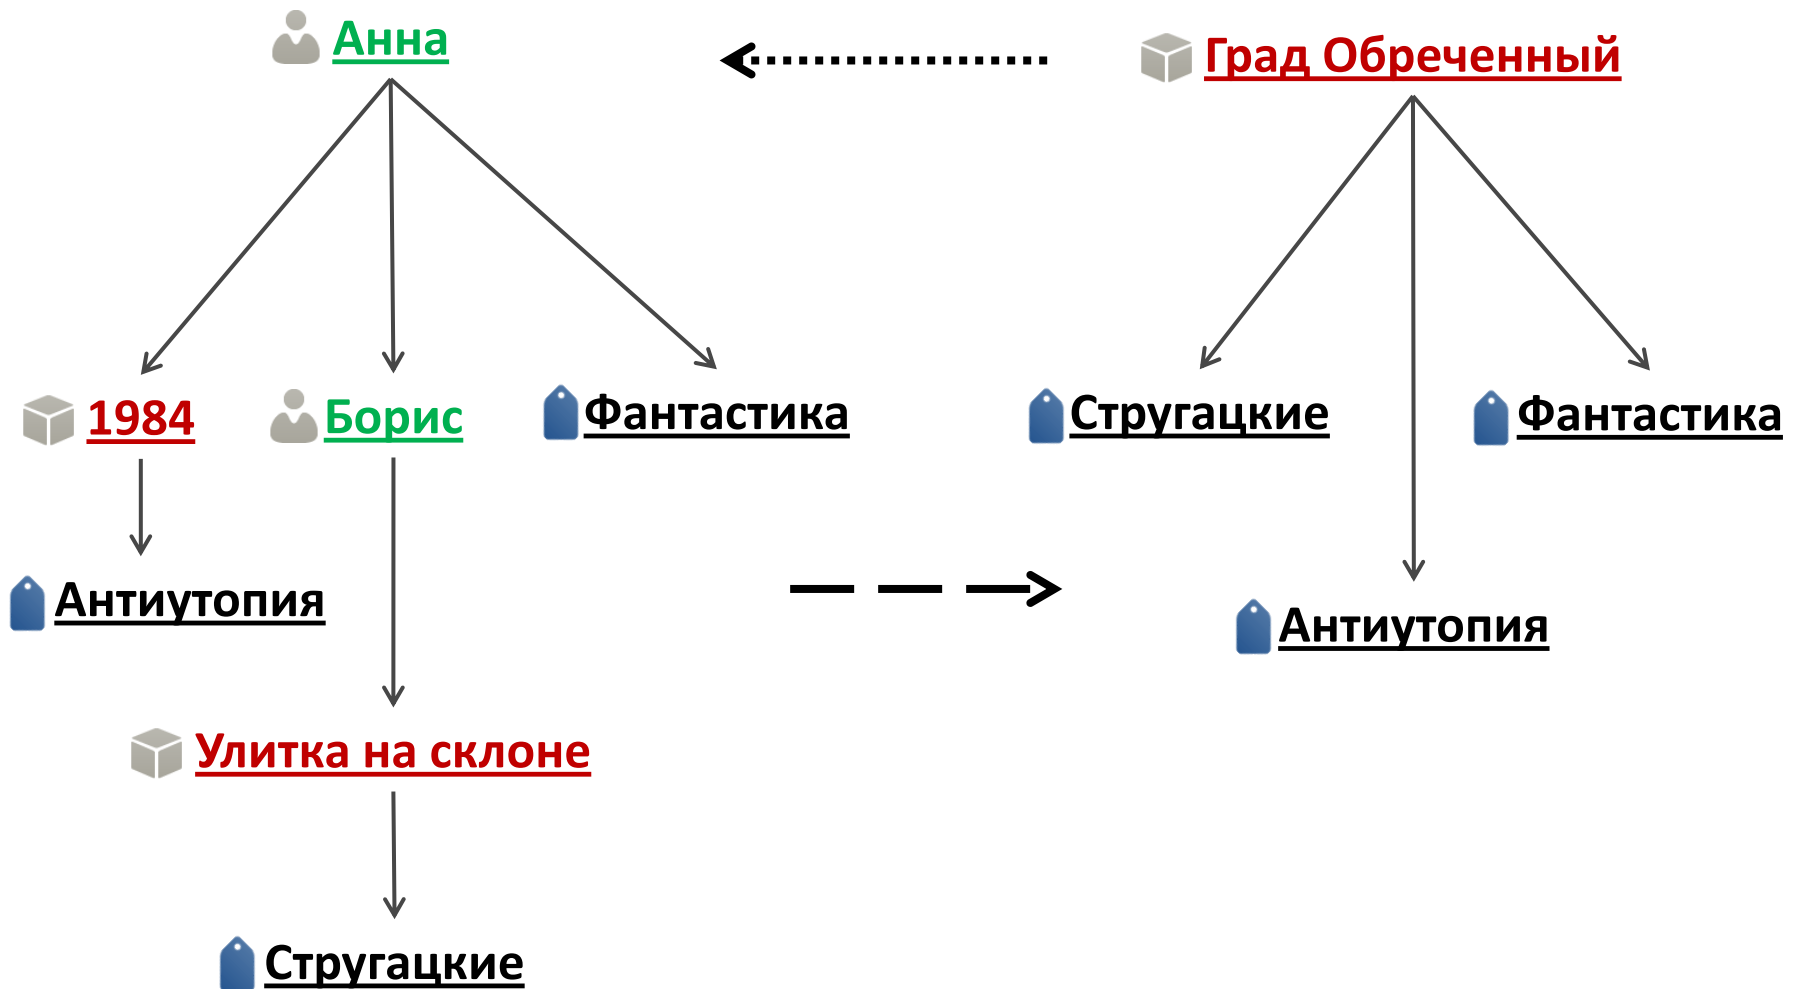 Анна
Град Обреченный
1984
Борис
Фантастика
Стругацкие
Фантастика
Антиутопия
Антиутопия
Улитка на склоне
Стругацкие